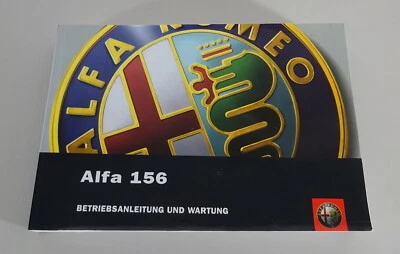 ALFA ROMEO
Alfa 156
BETRIEBSANLEITUNG UND WARTUNG